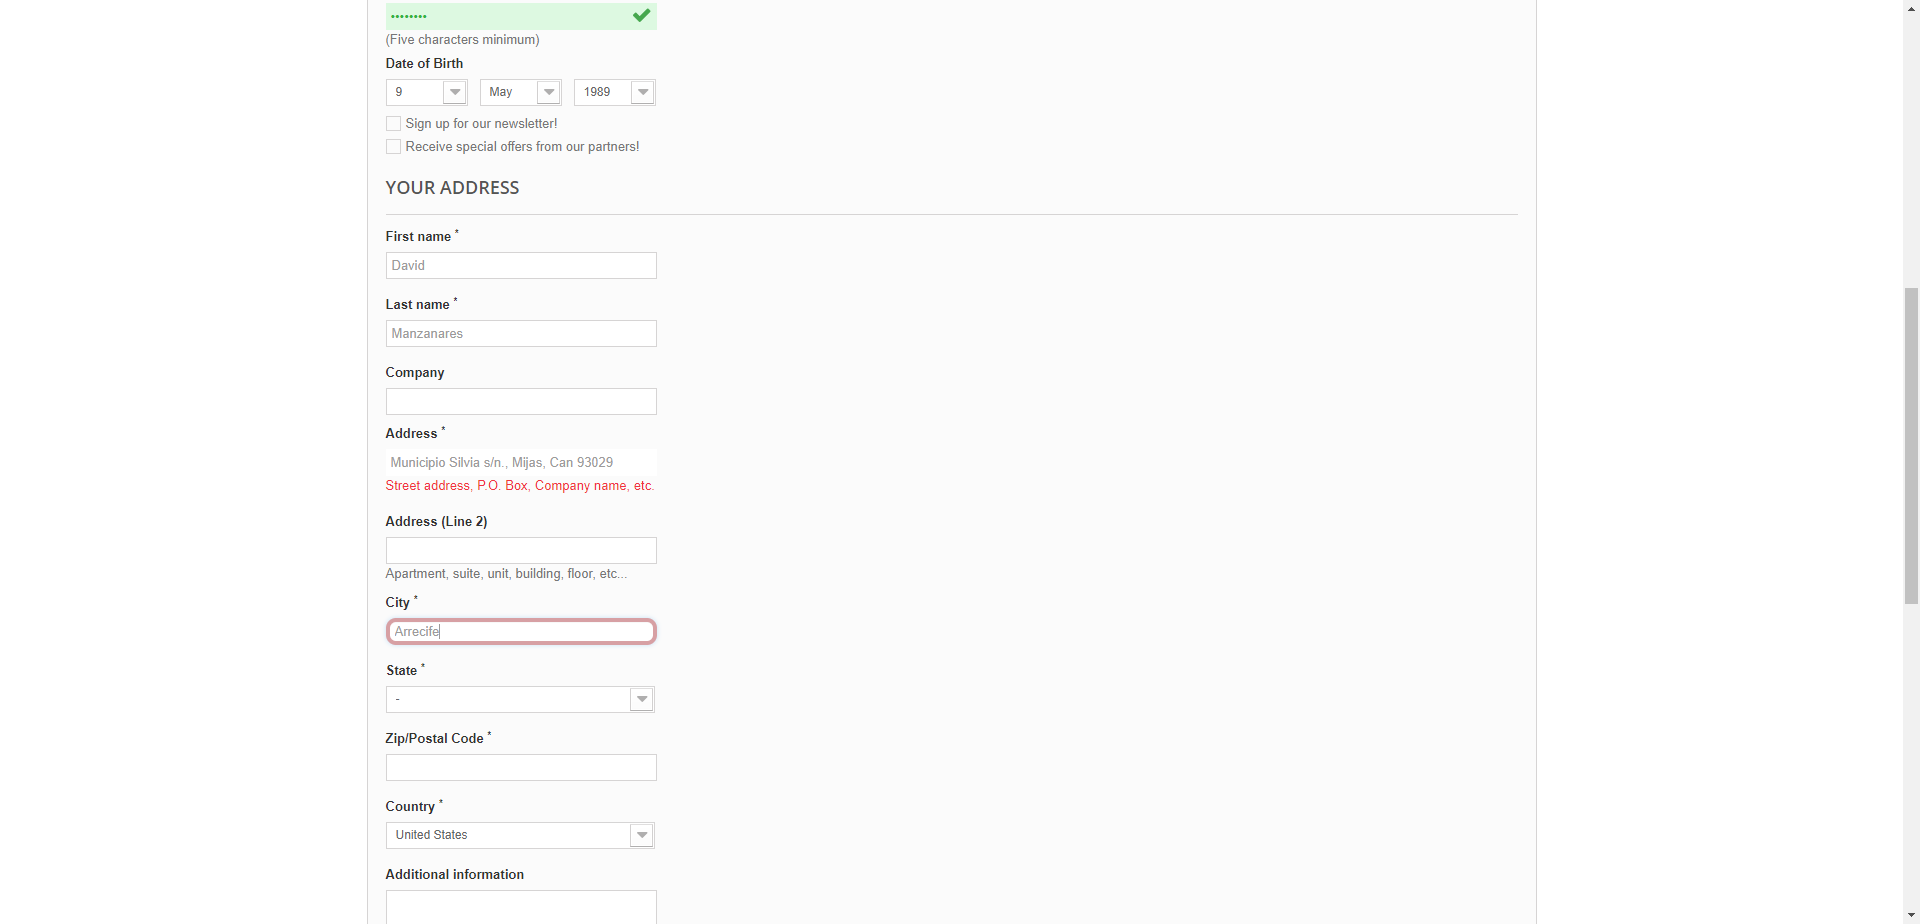 ••••••••
(Five characters minimum)
Date of Birth
9 May 1989
Sign up for our newsletter!
Receive special offers from our partners!
YOUR ADDRESS
First name *
David
Last name *
Manzanares
Company
Address *
Municipio Silvia s/n., Mijas, Can 93029
Street address, P.O. Box, Company name, etc.
Address (Line 2)
Apartment, suite, unit, building, floor, etc...
City *
Arrecife
State *
-
Zip/Postal Code *
Country *
United States
Additional information